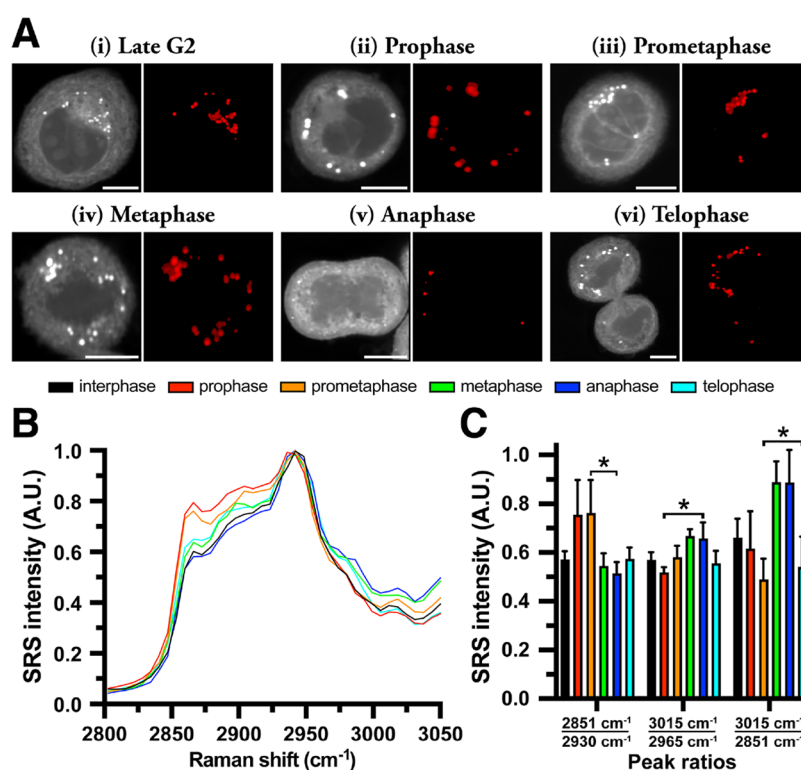 A
(i) Late G2
(ii) Prophase
(iii) Prometaphase
(iv) Metaphase
(v) Anaphase
(vi) Telophase
interphase prophase prometaphase metaphase anaphase telophase
B
SRS intensity (A.U.)
1.0
0.8
0.6
0.4
0.2
0.0
2800 2850 2900 2950 3000 3050
Raman shift (cm⁻¹)
C
SRS intensity (A.U.)
1.0
0.8
0.6
0.4
0.2
0.0
* * *
2851 cm⁻¹ 3015 cm⁻¹ 3015 cm⁻¹
2930 cm⁻¹ 2965 cm⁻¹ 2851 cm⁻¹
Peak ratios